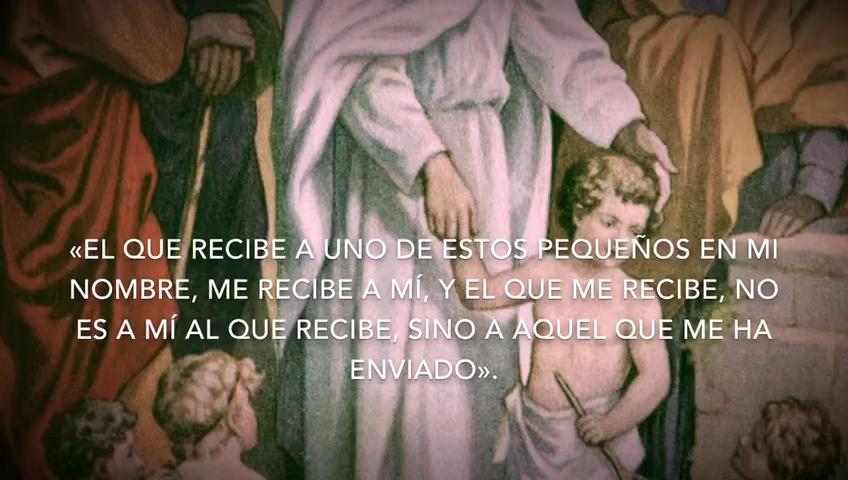 «EL QUE RECIBE A UNO DE ESTOS PEQUEÑOS EN MI
NOMBRE, ME RECIBE A MÍ, Y EL QUE ME RECIBE, NO
ES A MÍ AL QUE RECIBE, SINO A AQUEL QUE ME HA
ENVIADO».